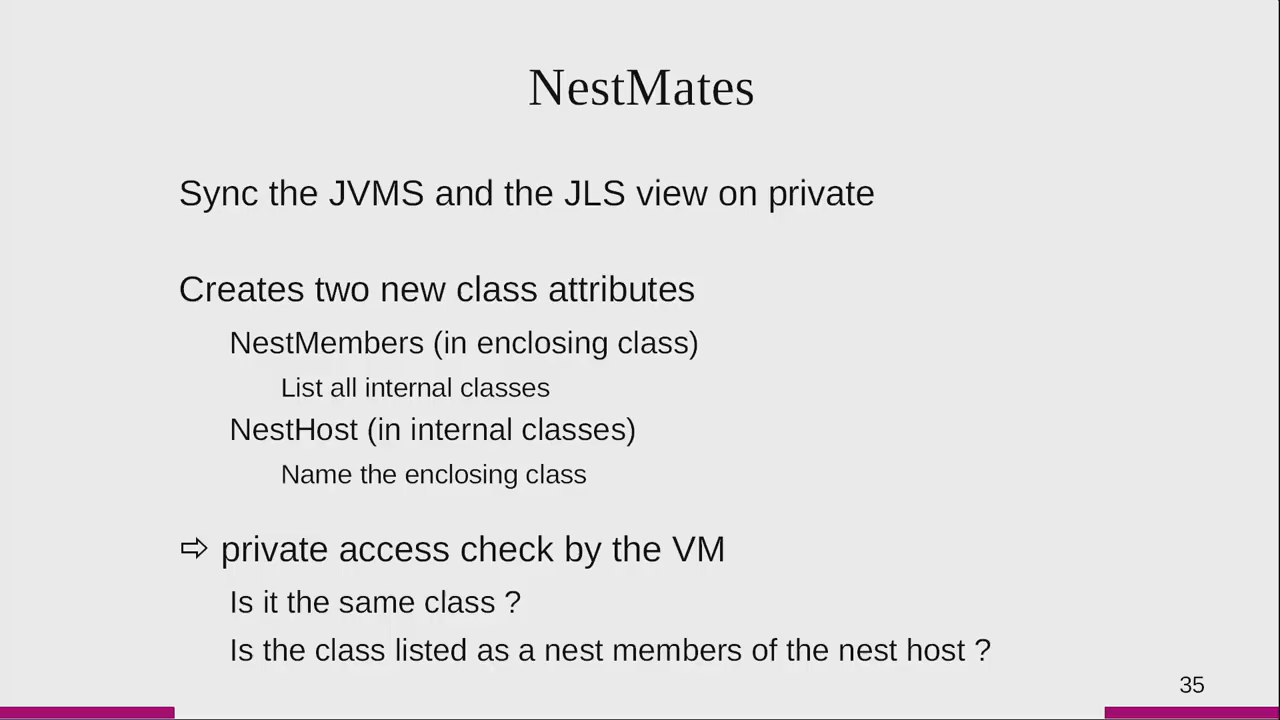 NestMates
Sync the JVMS and the JLS view on private
Creates two new class attributes
NestMembers (in enclosing class)
List all internal classes
NestHost (in internal classes)
Name the enclosing class
⇨ private access check by the VM
Is it the same class ?
Is the class listed as a nest members of the nest host ?
35